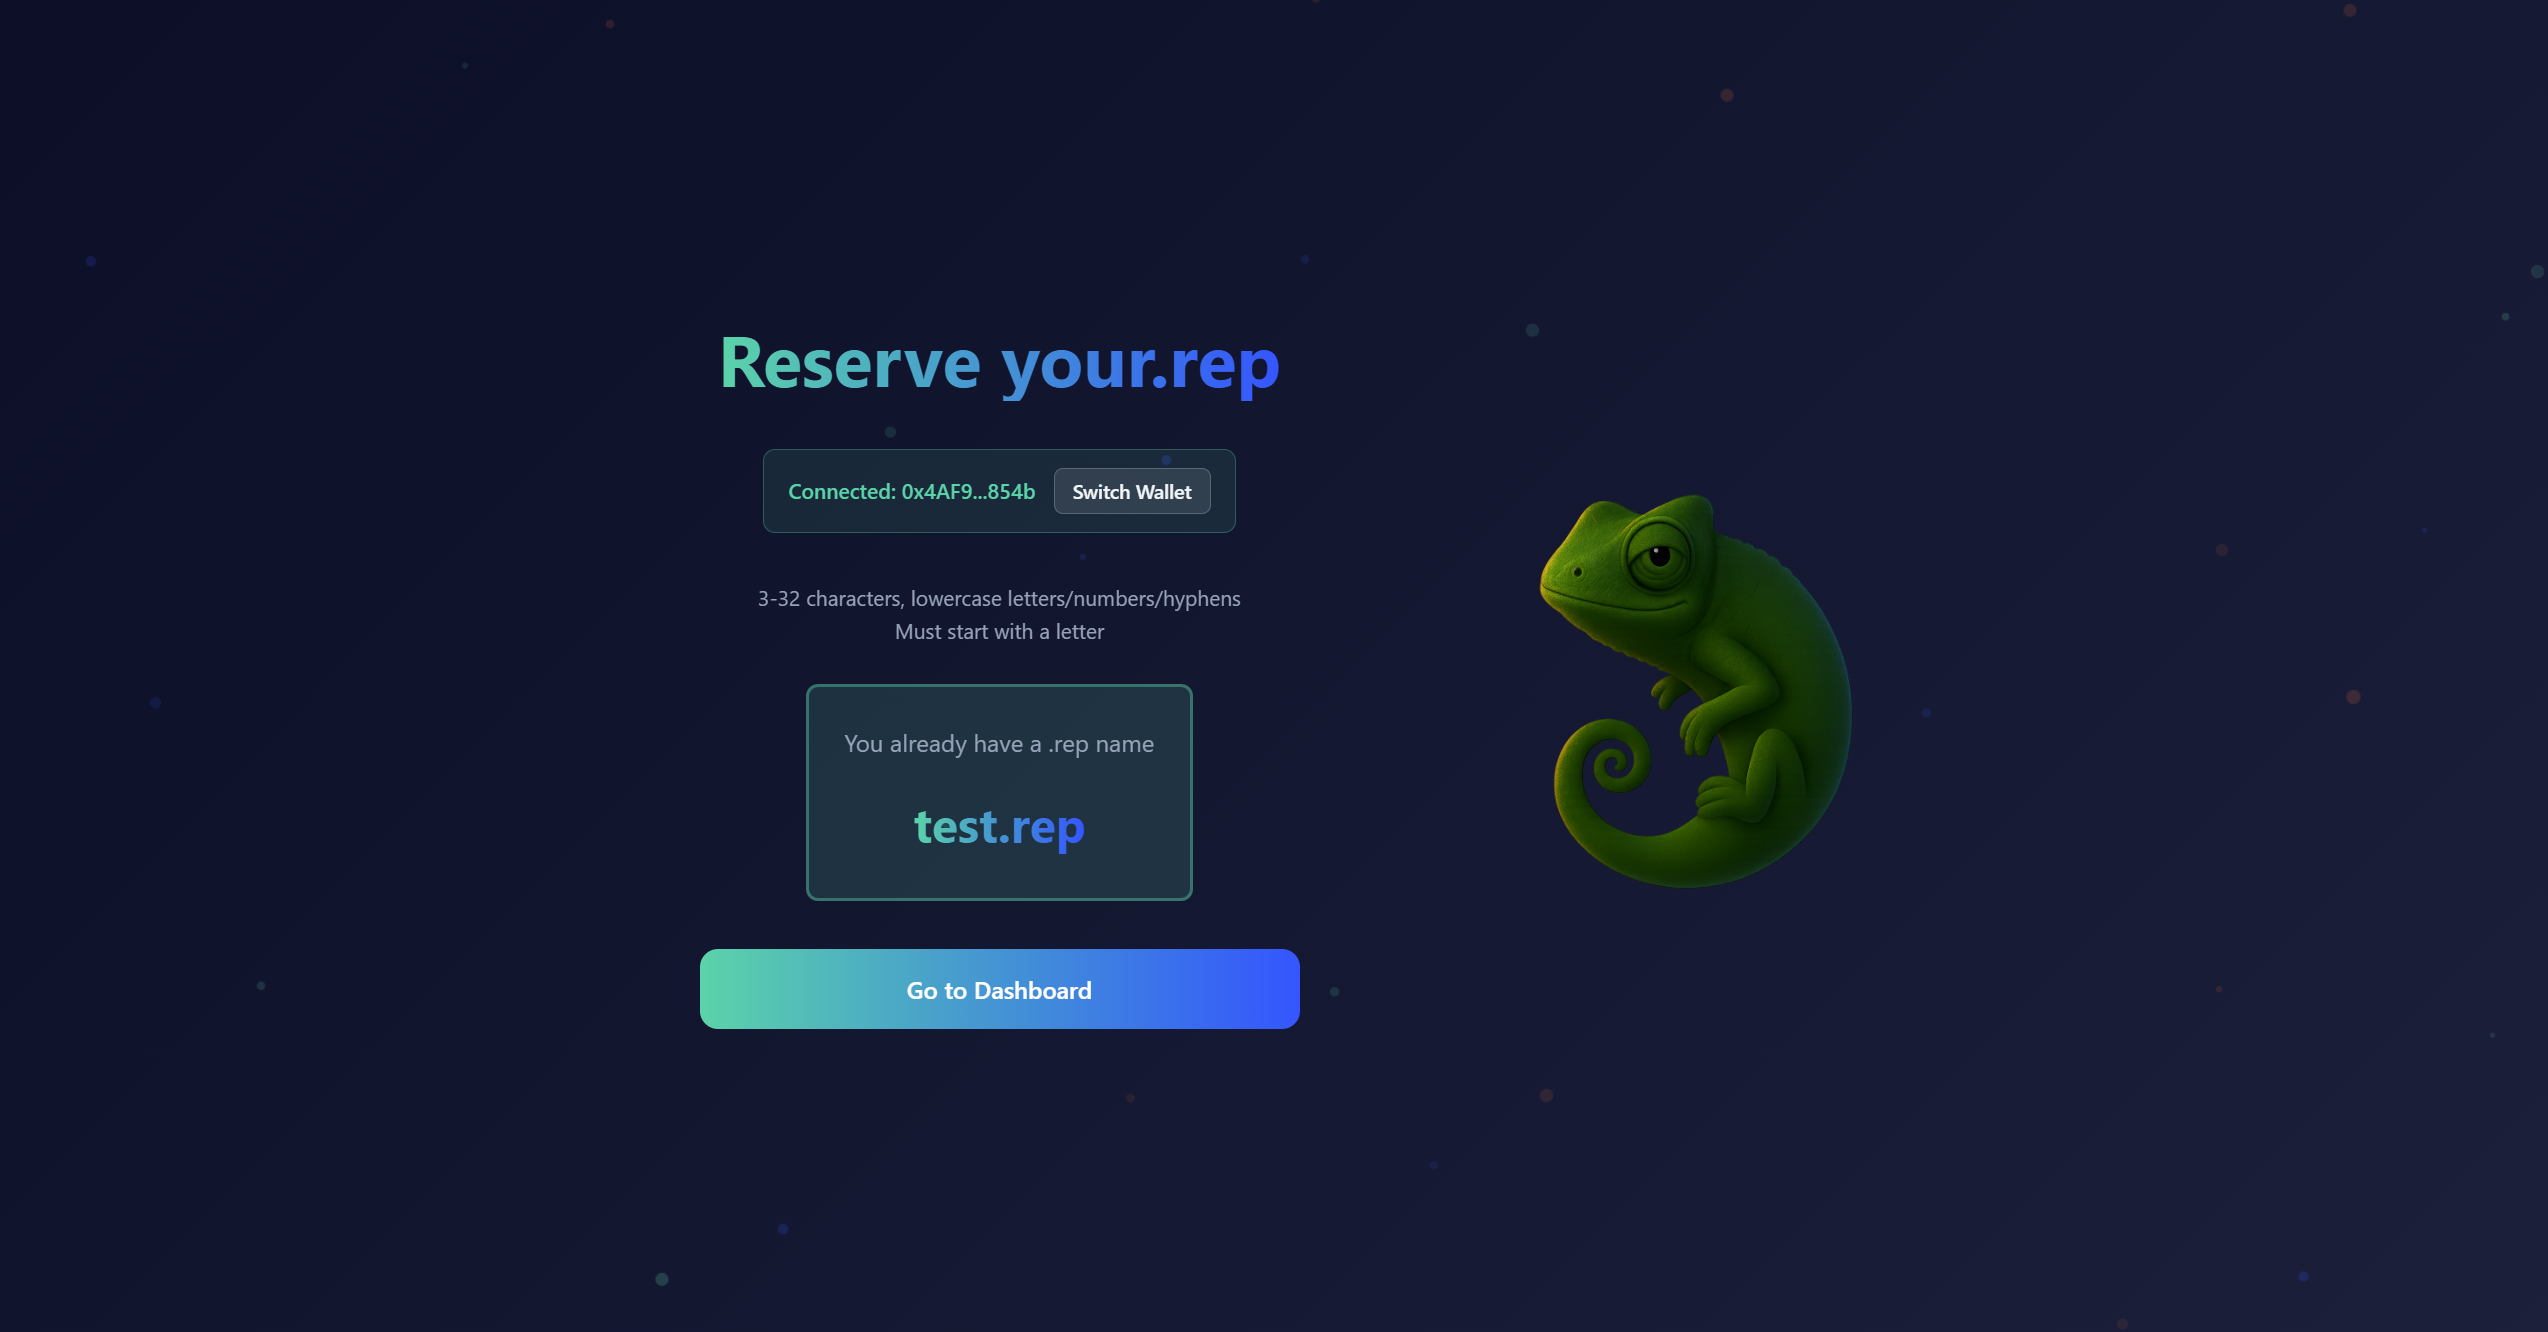 Reserve your.rep
Connected: 0x4AF9...854b Switch Wallet
3-32 characters, lowercase letters/numbers/hyphens
Must start with a letter
You already have a .rep name
test.rep
Go to Dashboard